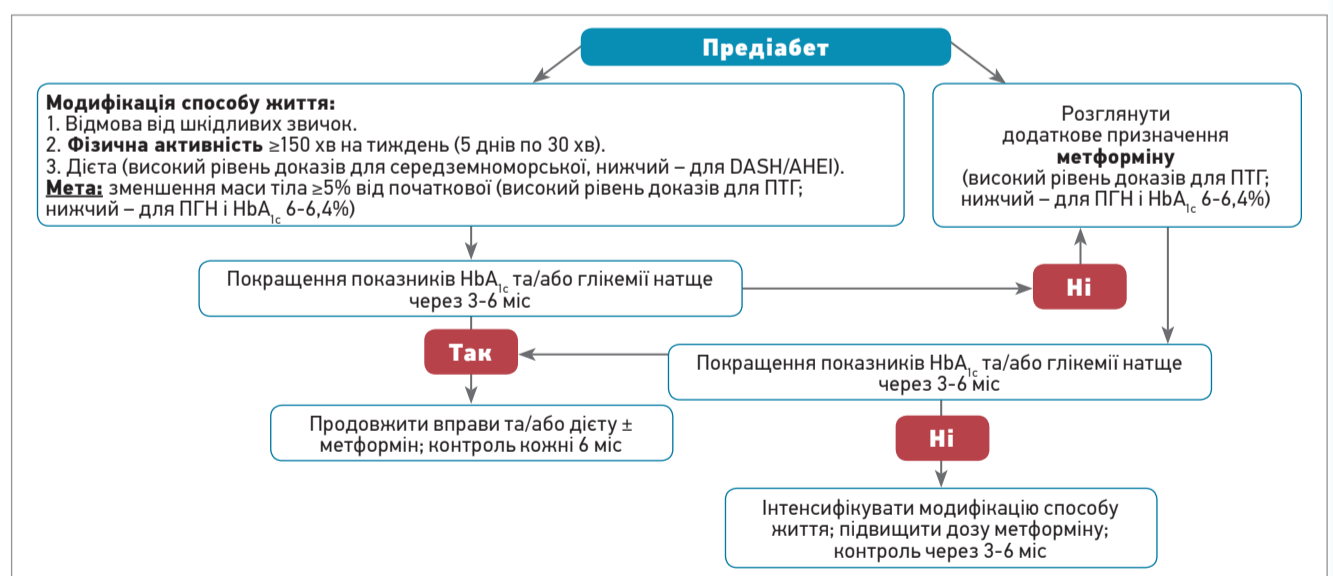 Предіабет
Модифікація способу життя:
1. Відмова від шкідливих звичок.
2. Фізична активність ≥150 хв на тиждень (5 днів по 30 хв).
3. Дієта (високий рівень доказів для середземноморської, нижчий – для DASH/AHEI).
Мета: зменшення маси тіла ≥5% від початкової (високий рівень доказів для ПТГ;
нижчий – для ПГН і HbA1c 6-6,4%)
Розглянути
додаткове призначення
метформіну
(високий рівень доказів для ПТГ;
нижчий – для ПГН і HbA1c 6-6,4%)
Покращення показників HbA1c та/або глікемії натще
через 3-6 міс
Ні
Так
Покращення показників HbA1c та/або глікемії натще
через 3-6 міс
Продовжити вправи та/або дієту ±
метформін; контроль кожні 6 міс
Ні
Інтенсифікувати модифікацію способу
життя; підвищити дозу метформіну;
контроль через 3-6 міс